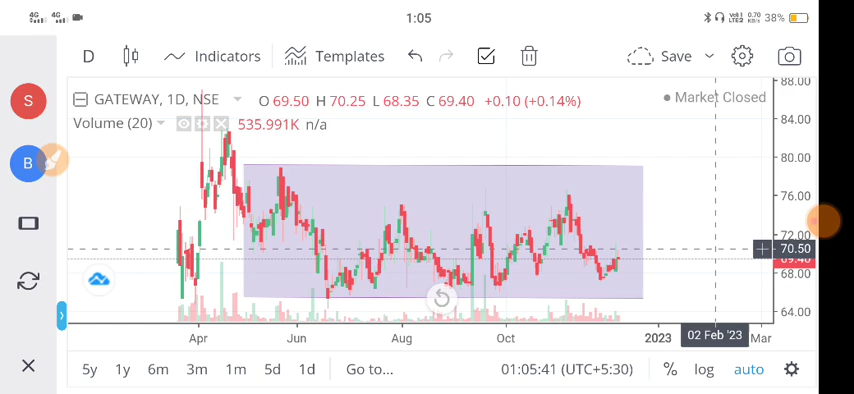 4G 4G 1:05 38%
D Indicators Templates Save
S
GATEWAY, 1D, NSE O 69.50 H 70.25 L 68.35 C 69.40 +0.10 (+0.14%)
Market Closed
Volume (20) 535.991K n/a
B
88.00
84.00
80.00
76.00
72.00
70.50
69.40
68.00
64.00
Apr Jun Aug Oct 2023 02 Feb '23 Mar
5y 1y 6m 3m 1m 5d 1d Go to... 01:05:41 (UTC+5:30) % log auto